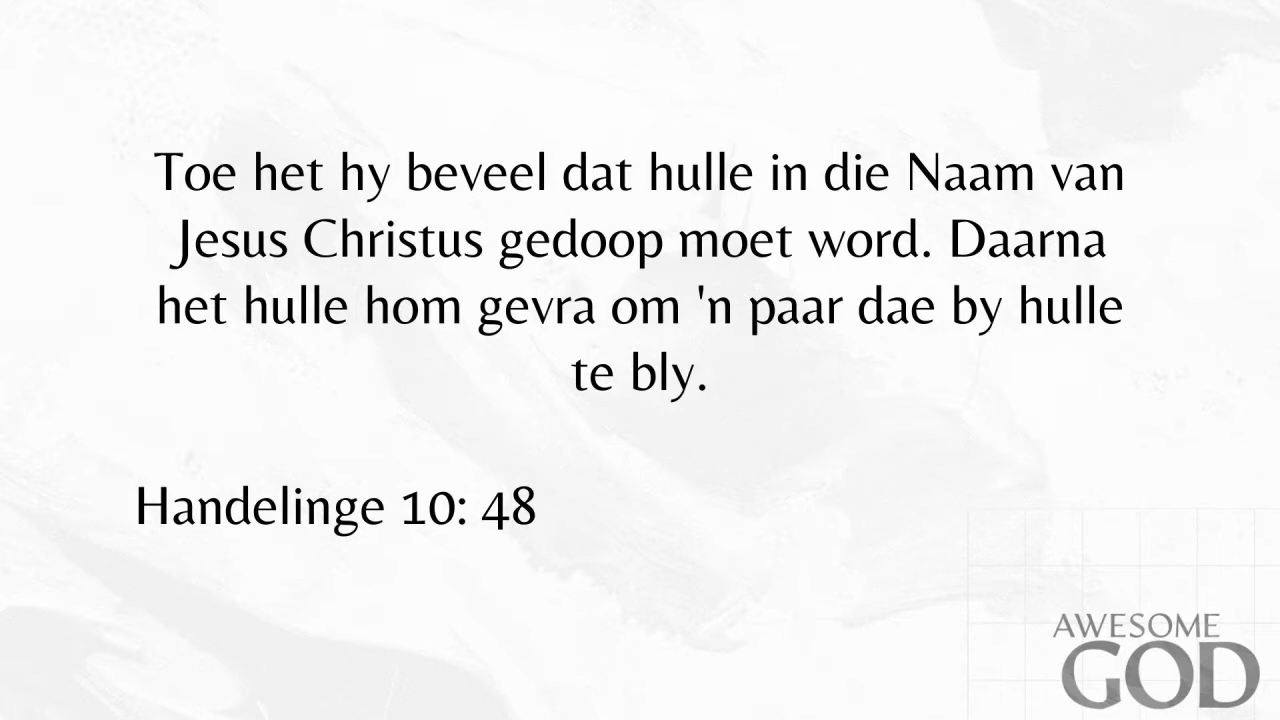 Toe het hy beveel dat hulle in die Naam van
Jesus Christus gedoop moet word. Daarna
het hulle hom gevra om 'n paar dae by hulle
te bly.
Handelinge 10: 48
AWESOME
GOD